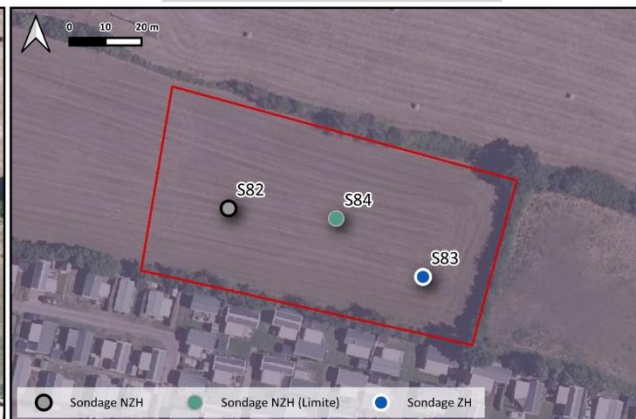 0 10 20 m
S82
S84
S83
Sondage NZH Sondage NZH (Limite) Sondage ZH